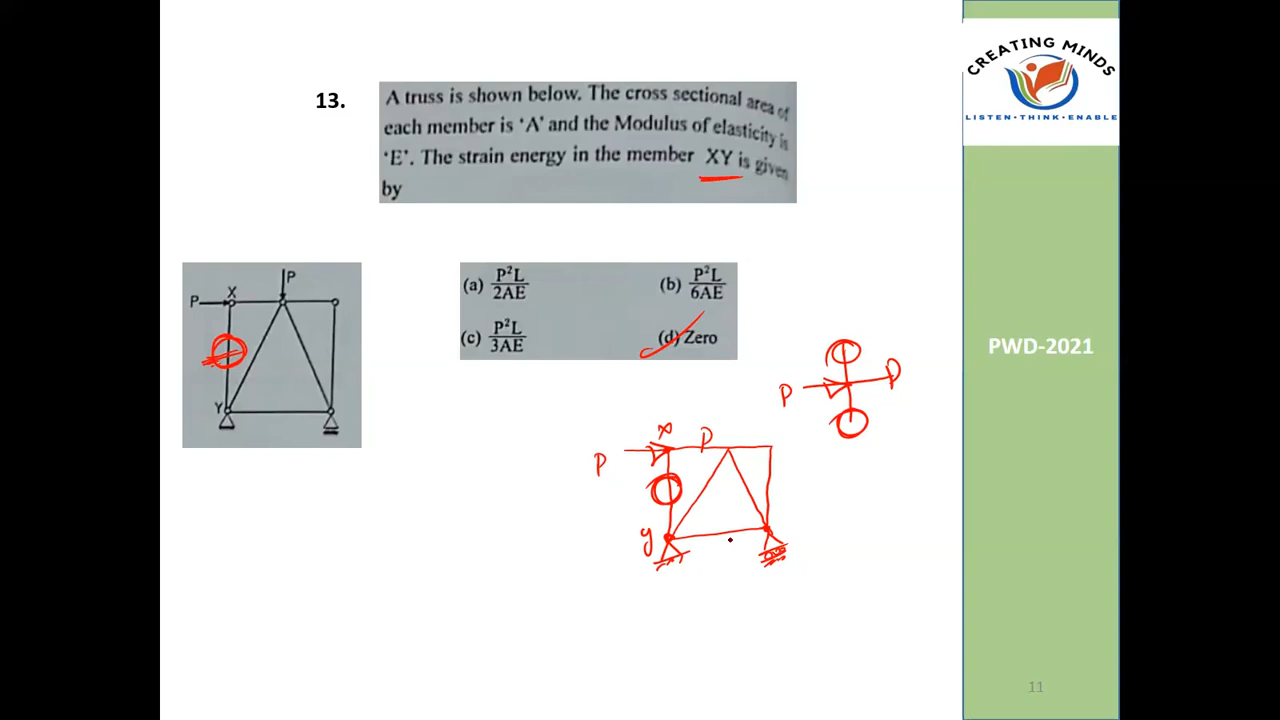 CREATING MINDS
LISTEN·THINK·ENABLE
13.
A truss is shown below. The cross sectional area of
each member is 'A' and the Modulus of elasticity is
'E'. The strain energy in the member XY is given
by
P
P
X
Y
(a) P²L/2AE
(b) P²L/6AE
(c) P²L/3AE
(d) Zero
PWD-2021
P
P
x
P
P
y
11